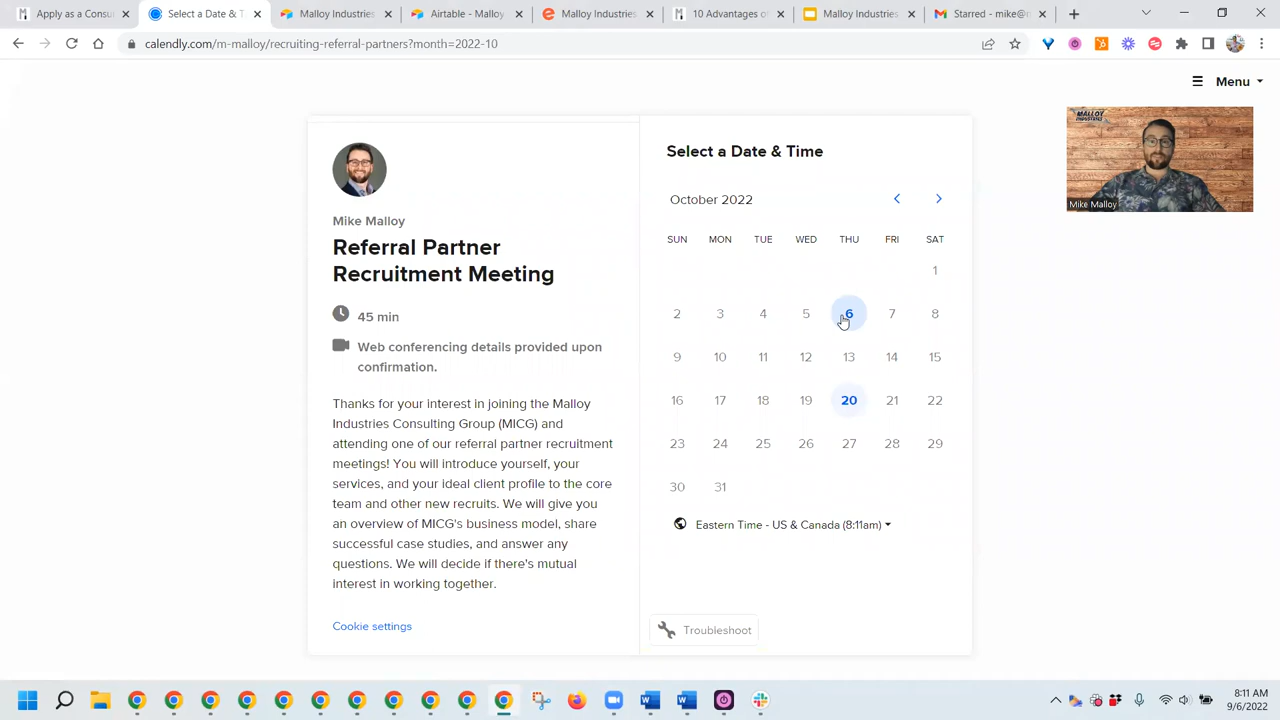 Apply as a Consu
Select a Date & T
Malloy Industries
Airtable - Malloy
Malloy Industries
10 Advantages o
Malloy Industries
Starred - mike@
calendly.com/m-malloy/recruiting-referral-partners?month=2022-10
Menu
MALLOY
INDUSTRIES
Mike Malloy
Mike Malloy
Referral Partner
Recruitment Meeting
45 min
Web conferencing details provided upon
confirmation.
Thanks for your interest in joining the Malloy
Industries Consulting Group (MICG) and
attending one of our referral partner recruitment
meetings! You will introduce yourself, your
services, and your ideal client profile to the core
team and other new recruits. We will give you
an overview of MICG's business model, share
successful case studies, and answer any
questions. We will decide if there's mutual
interest in working together.
Cookie settings
Select a Date & Time
October 2022
SUN MON TUE WED THU FRI SAT
1
2 3 4 5 6 7 8
9 10 11 12 13 14 15
16 17 18 19 20 21 22
23 24 25 26 27 28 29
30 31
Eastern Time - US & Canada (8:11am)
Troubleshoot
8:11 AM
9/6/2022